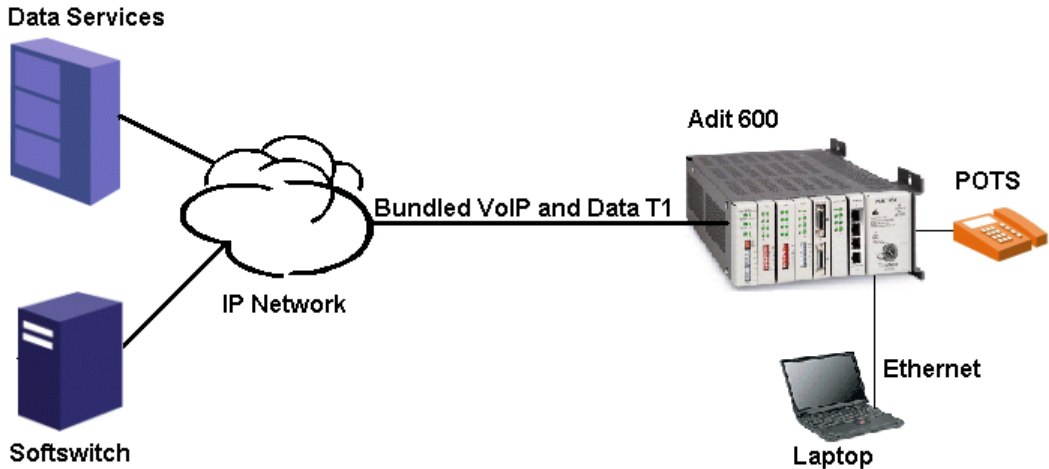 Data Services
Adit 600
POTS
Bundled VoIP and Data T1
IP Network
Ethernet
Softswitch
Laptop